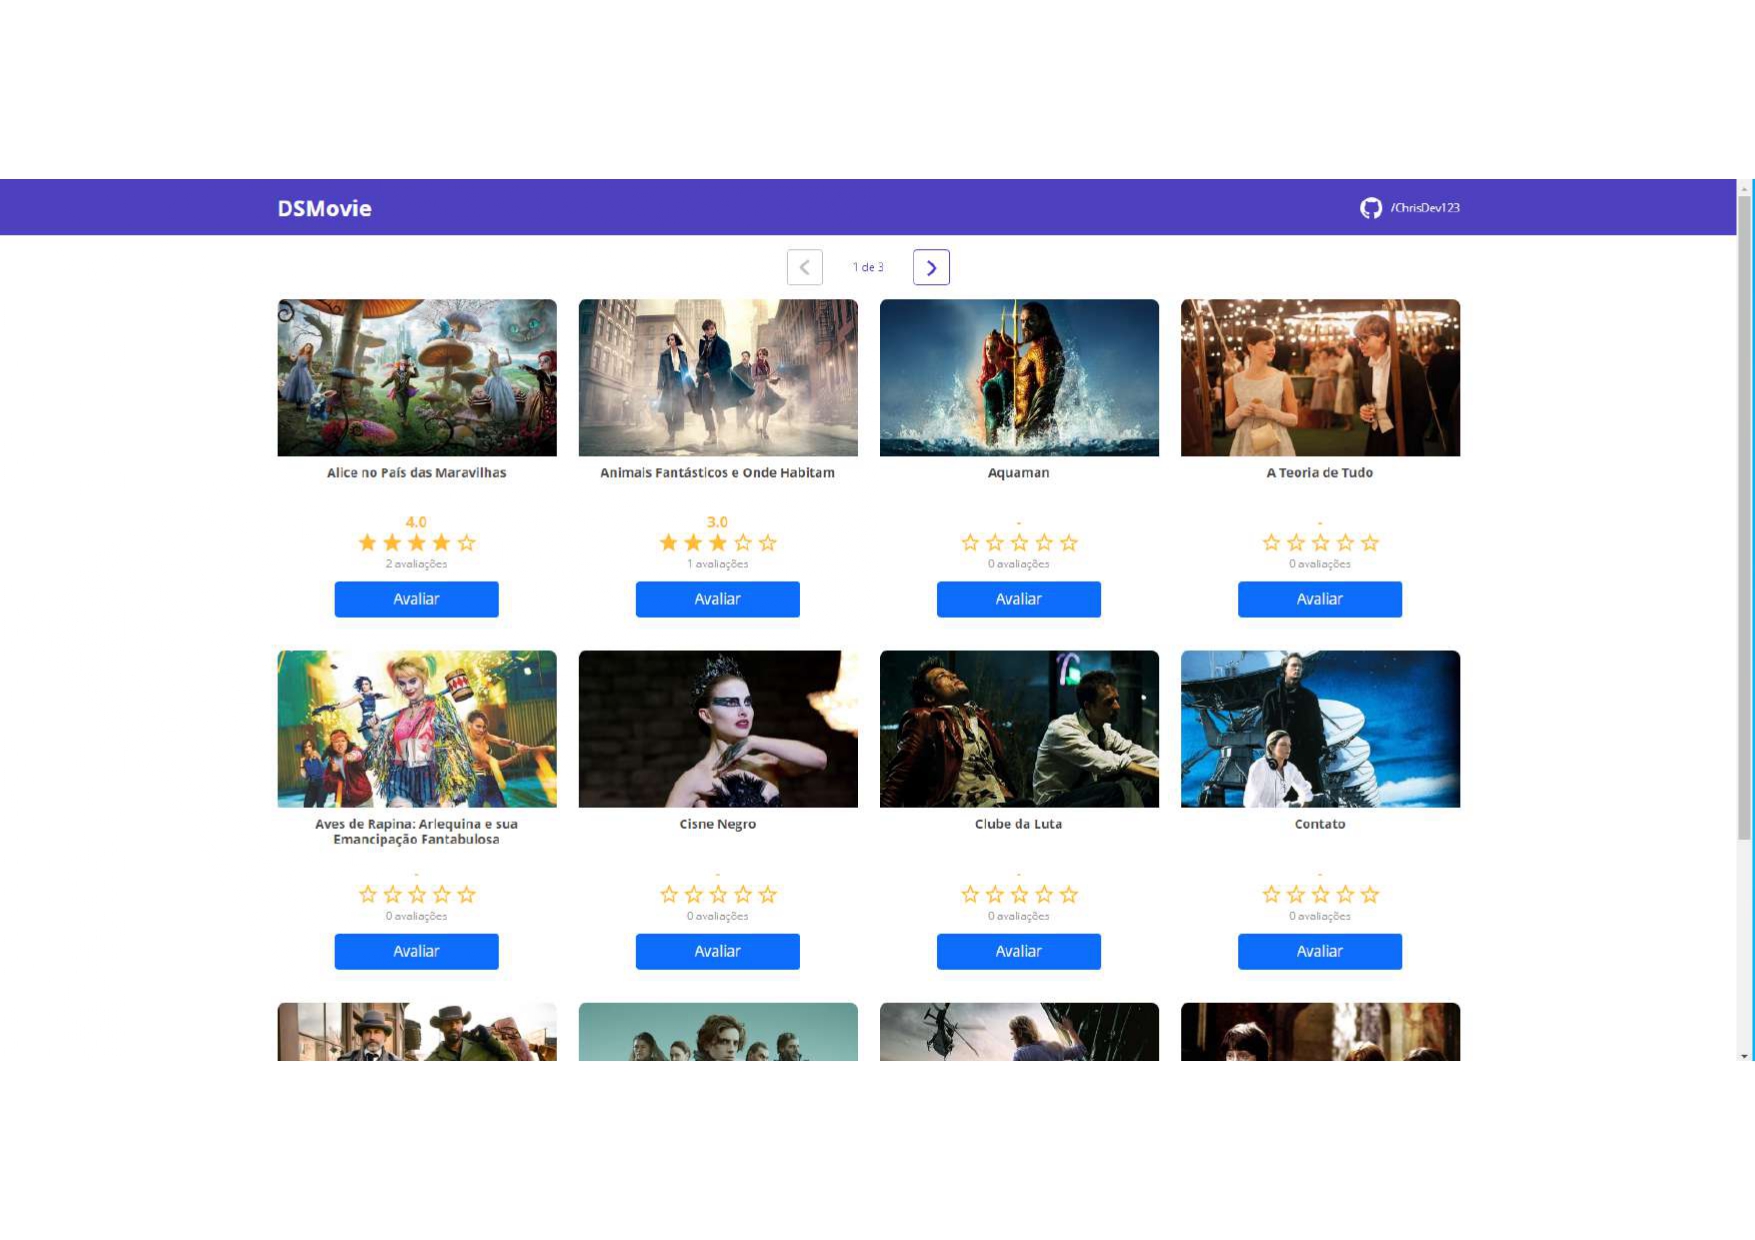 DSMovie
/ChrisDev123
1 de 3
Alice no País das Maravilhas
Animais Fantásticos e Onde Habitam
Aquaman
A Teoria de Tudo
4.0
3.0
-
-
2 avaliações
1 avaliações
0 avaliações
0 avaliações
Avaliar
Avaliar
Avaliar
Avaliar
Aves de Rapina: Arlequina e sua
Emancipação Fantabulosa
Cisne Negro
Clube da Luta
Contato
-
-
-
-
0 avaliações
0 avaliações
0 avaliações
0 avaliações
Avaliar
Avaliar
Avaliar
Avaliar